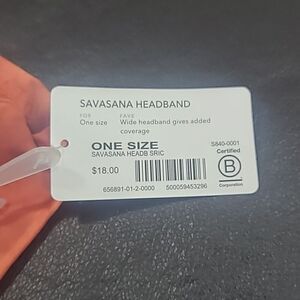 SAVASANA HEADBAND
FOR FAVE
One size Wide headband gives added
coverage
ONE SIZE S840-0001
SAVASANA HEADB SRIC Certified
$18.00 B
Corporation
656891-01-2-0000 500059453296